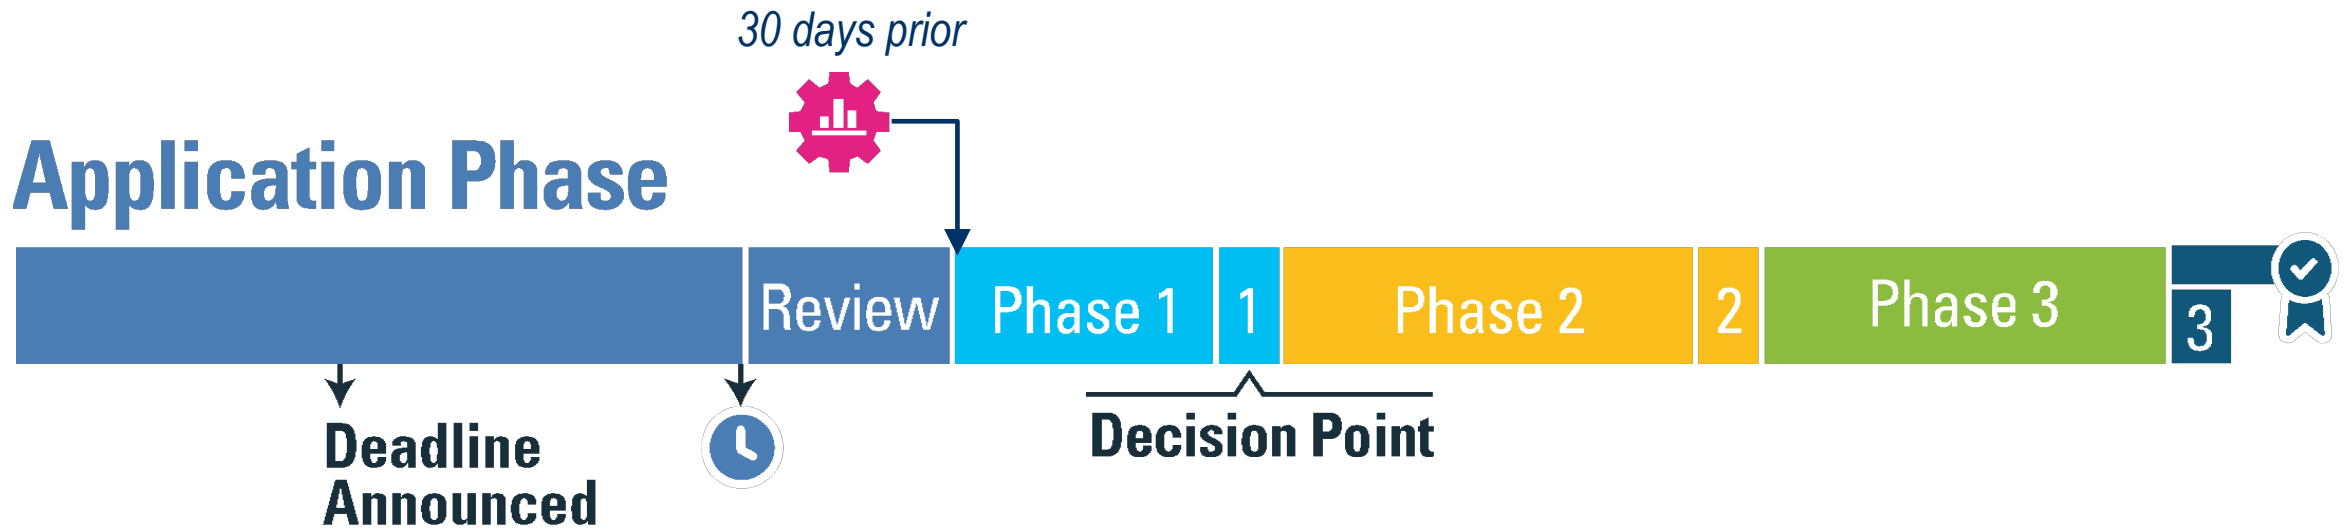 30 days prior
Application Phase
Review
Phase 1
1
Phase 2
2
Phase 3
3
Deadline
Announced
Decision Point